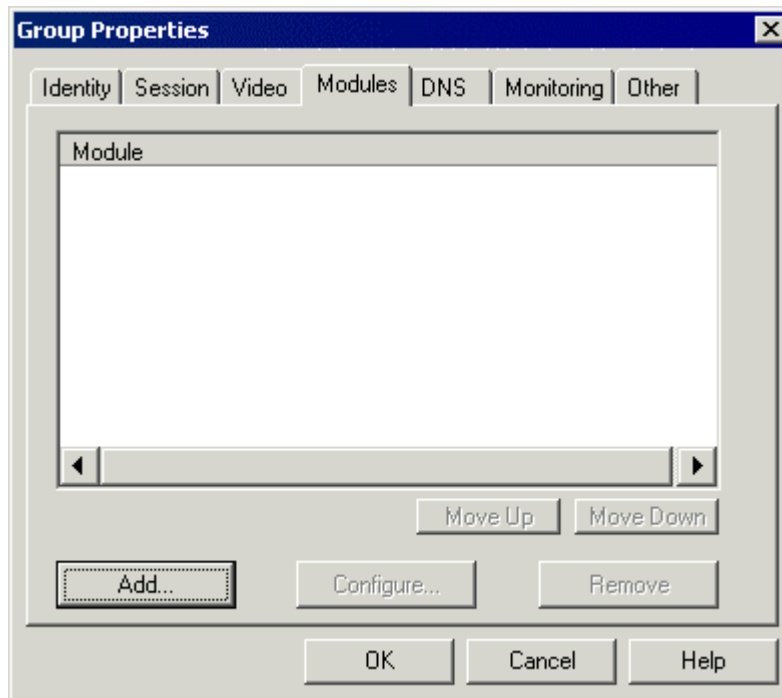 Group Properties
Identity Session Video Modules DNS Monitoring Other
Module
Move Up Move Down
Add... Configure... Remove
OK Cancel Help